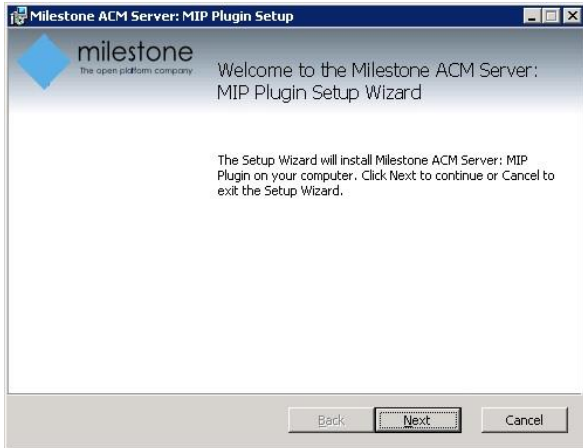 Milestone ACM Server: MIP Plugin Setup
milestone
The open platform company
Welcome to the Milestone ACM Server:
MIP Plugin Setup Wizard
The Setup Wizard will install Milestone ACM Server: MIP
Plugin on your computer. Click Next to continue or Cancel to
exit the Setup Wizard.
Back Next Cancel